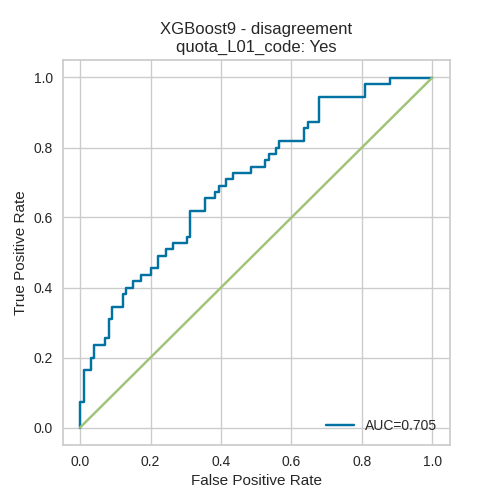 XGBoost9 - disagreement
quota_L01_code: Yes
True Positive Rate
1.0
0.8
0.6
0.4
0.2
0.0
AUC=0.705
0.0 0.2 0.4 0.6 0.8 1.0
False Positive Rate